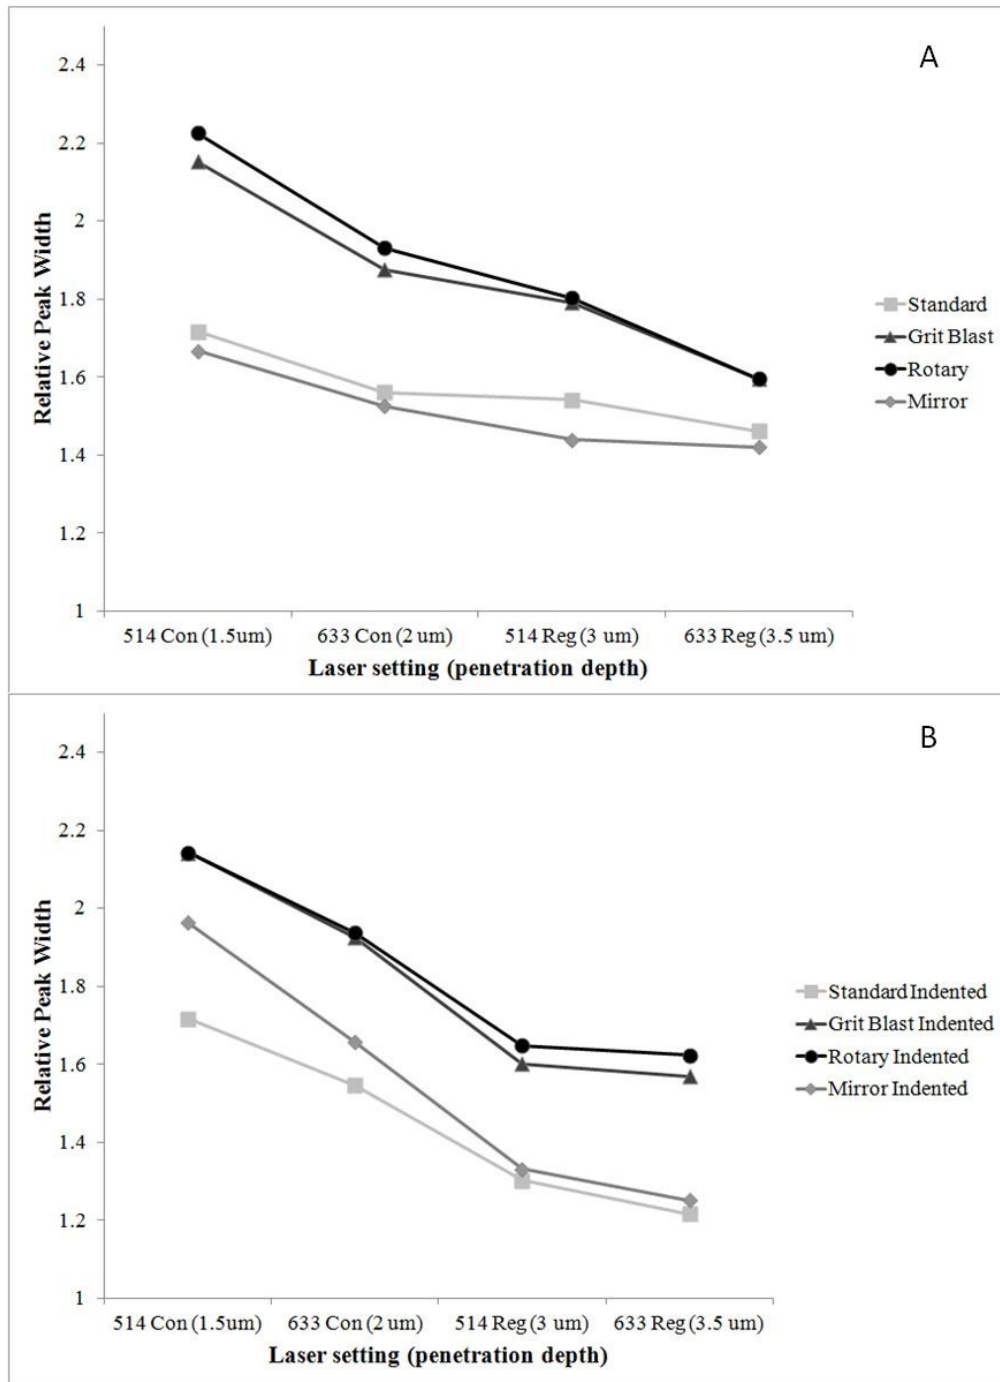 A
2.4
2.2
2
1.8
1.6
1.4
1.2
1
Relative Peak Width
Standard
Grit Blast
Rotary
Mirror
514 Con (1.5um) 633 Con (2 um) 514 Reg (3 um) 633 Reg (3.5 um)
Laser setting (penetration depth)
B
2.4
2.2
2
1.8
1.6
1.4
1.2
1
Relative Peak Width
Standard Indented
Grit Blast Indented
Rotary Indented
Mirror Indented
514 Con (1.5um) 633 Con (2 um) 514 Reg (3 um) 633 Reg (3.5 um)
Laser setting (penetration depth)